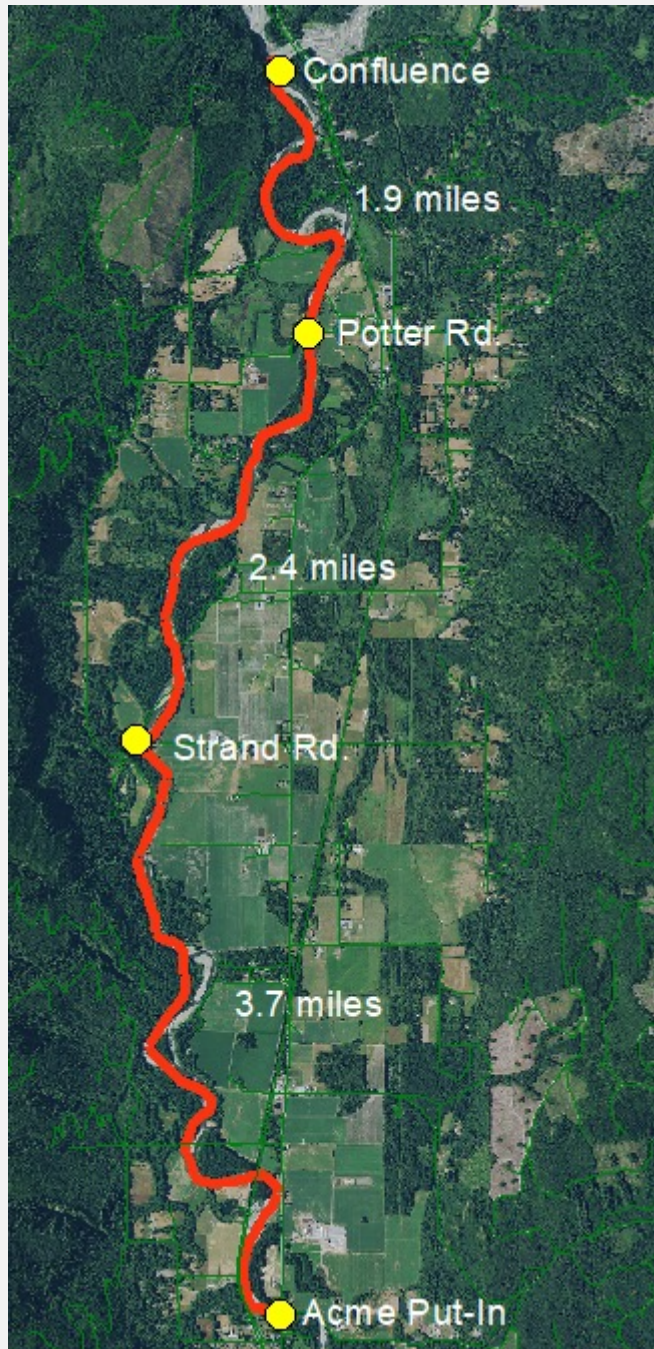 Confluence
1.9 miles
Potter Rd.
2.4 miles
Strand Rd.
3.7 miles
Acme Put-In